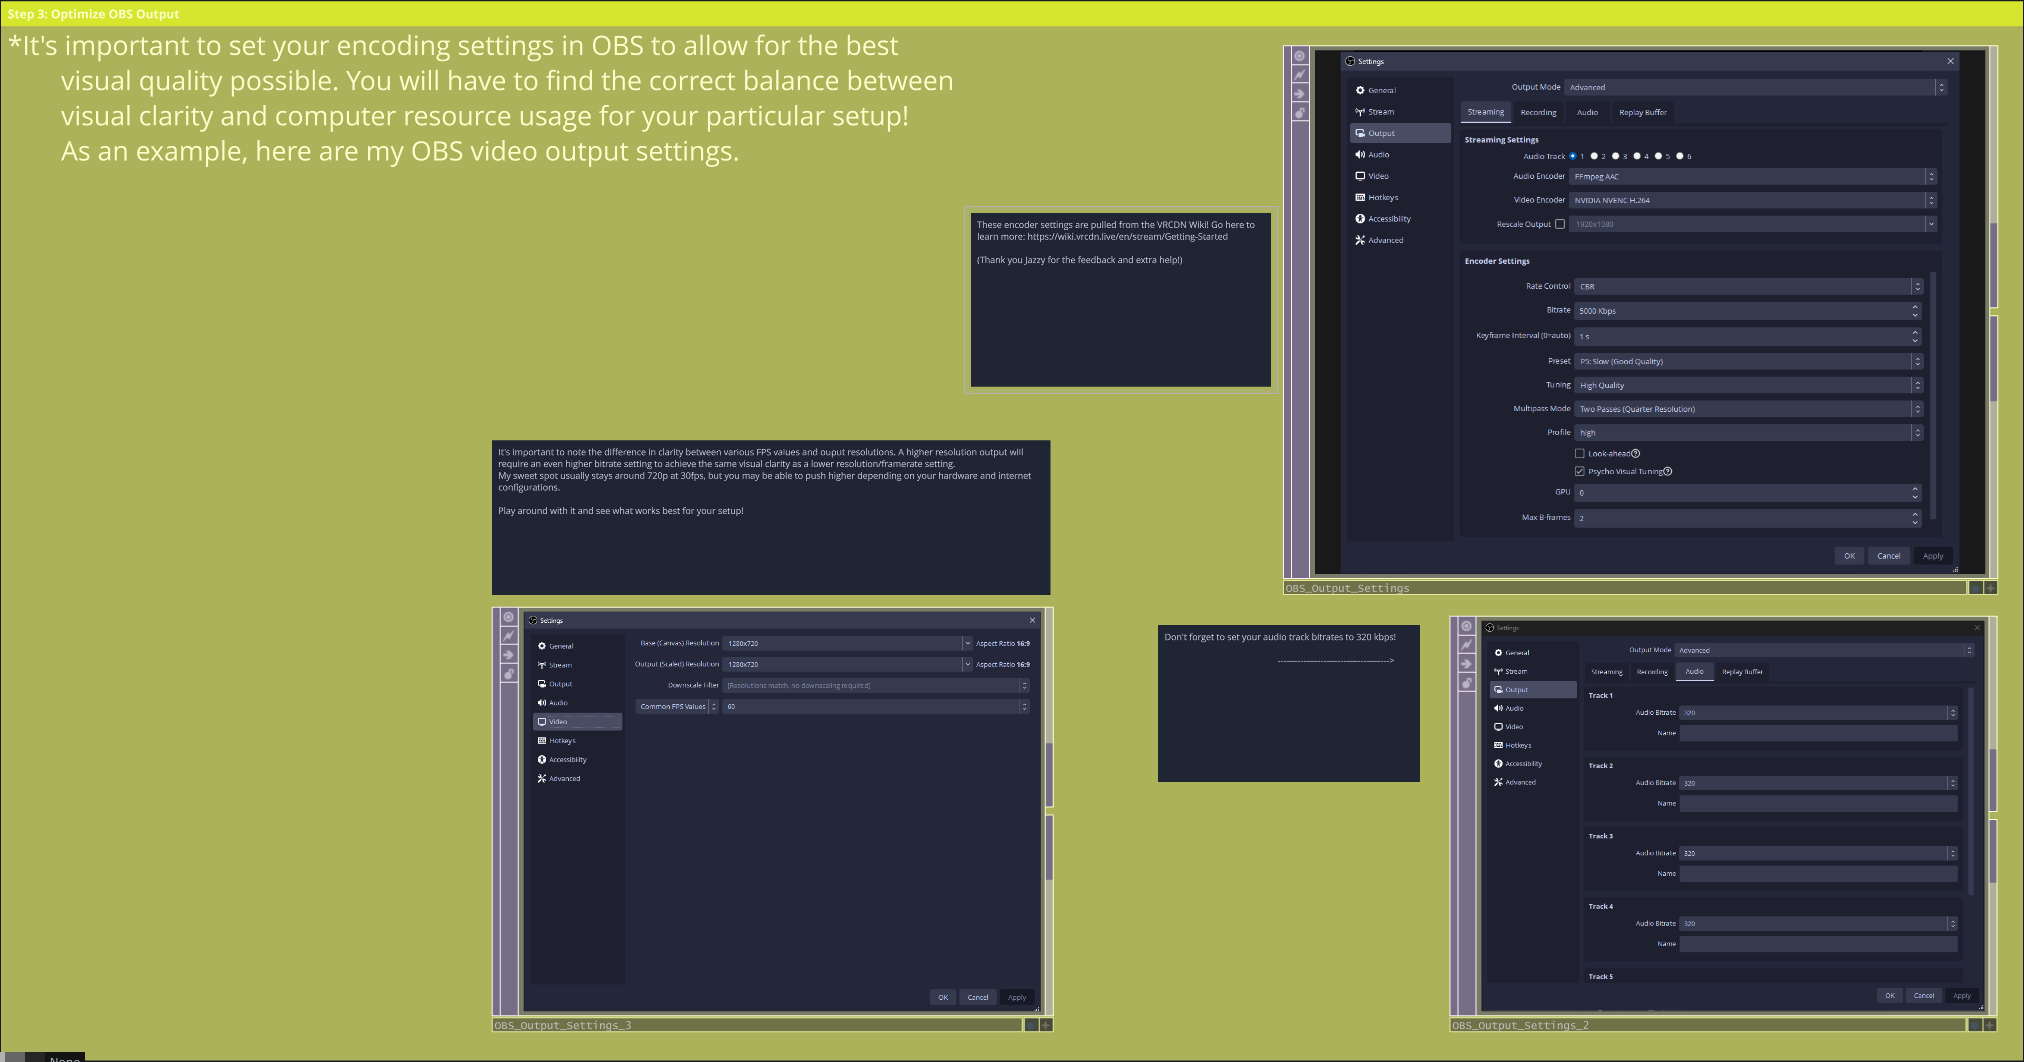 Step 3: Optimize OBS Output
*It's important to set your encoding settings in OBS to allow for the best
visual quality possible. You will have to find the correct balance between
visual clarity and computer resource usage for your particular setup!
As an example, here are my OBS video output settings.
These encoder settings are pulled from the VRCDN Wiki! Go here to
learn more: https://wiki.vrcdn.live/en/stream/Getting-Started
(Thank you Jazzy for the feedback and extra help!)
Settings
General
Stream
Output
Audio
Video
Hotkeys
Accessibility
Advanced
Output Mode Advanced
Streaming Recording Audio Replay Buffer
Streaming Settings
Audio Track 1 2 3 4 5 6
Audio Encoder FFmpeg AAC
Video Encoder NVIDIA NVENC H.264
Rescale Output 1920x1080
Encoder Settings
Rate Control CBR
Bitrate 5000 Kbps
Keyframe Interval (0=auto) 1 s
Preset P5: Slow (Good Quality)
Tuning High Quality
Multipass Mode Two Passes (Quarter Resolution)
Profile high
Look-ahead
Psycho Visual Tuning
GPU 0
Max B-frames 2
OK Cancel Apply
OBS_Output_Settings
It's important to note the difference in clarity between various FPS values and ouput resolutions. A higher resolution output will
require an even higher bitrate setting to achieve the same visual clarity as a lower resolution/framerate setting.
My sweet spot usually stays around 720p at 30fps, but you may be able to push higher depending on your hardware and internet
configurations.
Play around with it and see what works best for your setup!
Settings
General
Stream
Output
Audio
Video
Hotkeys
Accessibility
Advanced
Base (Canvas) Resolution 1280x720 Aspect Ratio 16:9
Output (Scaled) Resolution 1280x720 Aspect Ratio 16:9
Downscale Filter [Resolutions match, no downscaling required]
Common FPS Values 60
OK Cancel Apply
OBS_Output_Settings_3
Don't forget to set your audio track bitrates to 320 kbps!
Settings
General
Stream
Output
Audio
Video
Hotkeys
Accessibility
Advanced
Output Mode Advanced
Streaming Recording Audio Replay Buffer
Track 1
Audio Bitrate 320
Name
Track 2
Audio Bitrate 320
Name
Track 3
Audio Bitrate 320
Name
Track 4
Audio Bitrate 320
Name
Track 5
OK Cancel Apply
OBS_Output_Settings_2
None